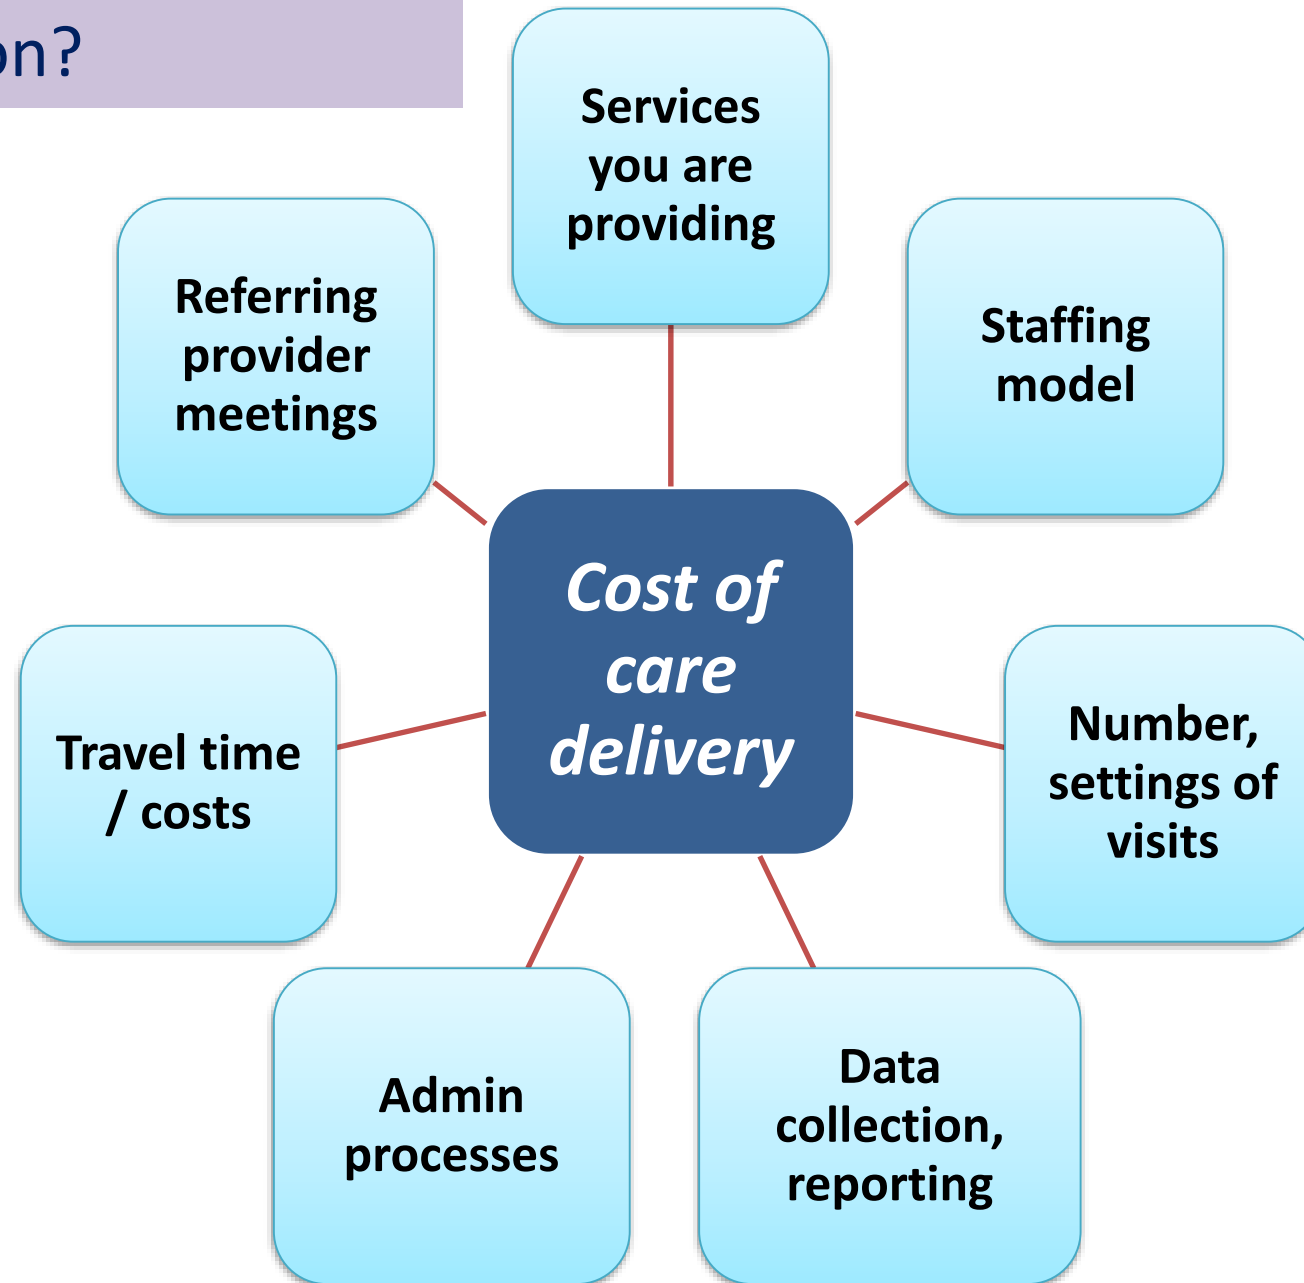 on?
Services
you are
providing
Referring
provider
meetings
Staffing
model
Cost of
care
delivery
Travel time
/ costs
Number,
settings of
visits
Admin
processes
Data
collection,
reporting